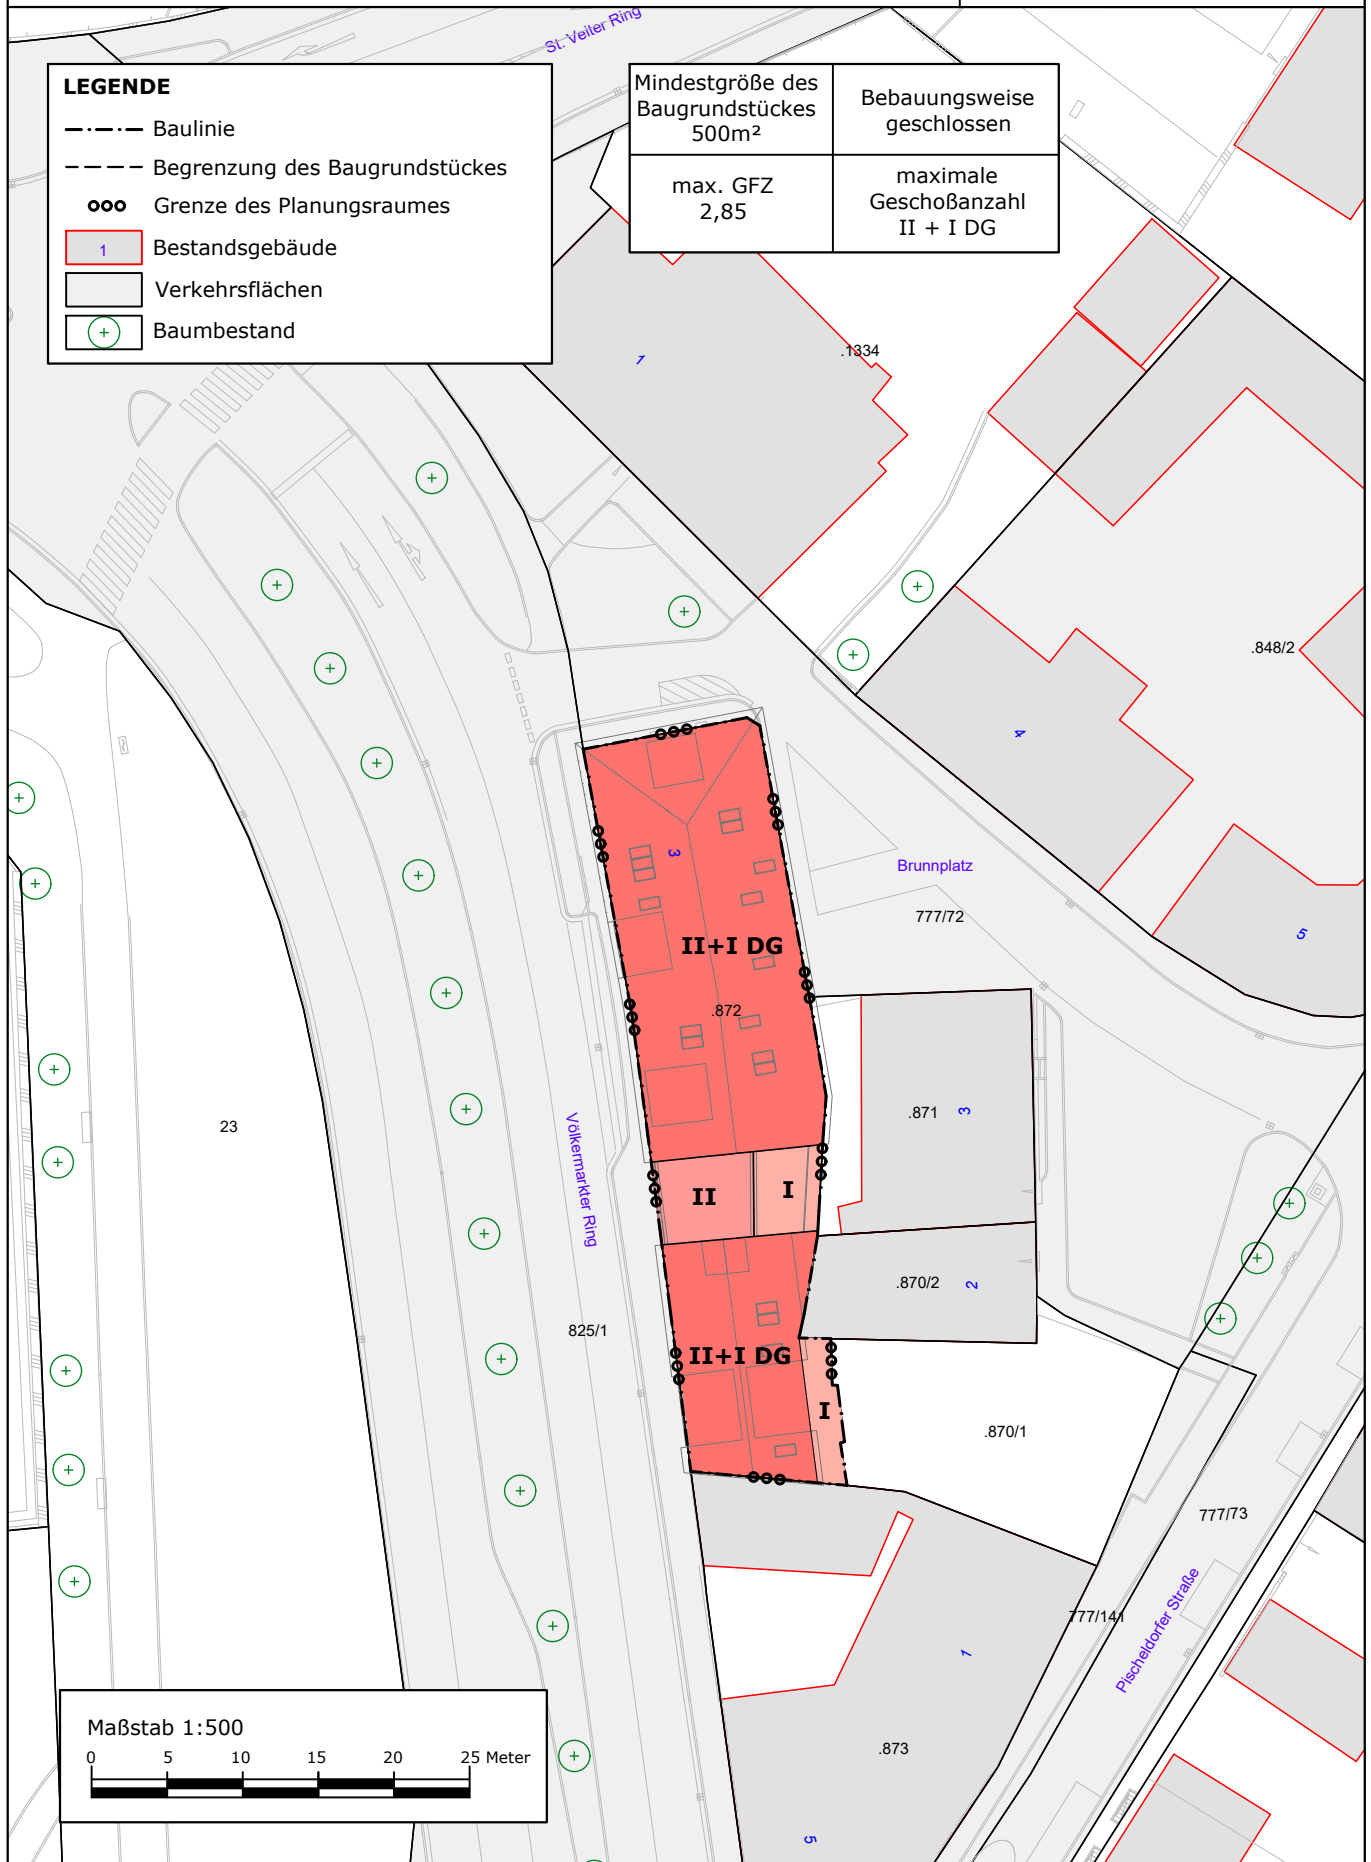 St. Veiter Ring
LEGENDE
Baulinie
Begrenzung des Baugrundstückes
Grenze des Planungsraumes
1 Bestandsgebäude
Verkehrsflächen
Baumbestand
Mindestgröße des
Baugrundstückes
500m²
Bebauungsweise
geschlossen
max. GFZ
2,85
maximale
Geschoßanzahl
II + I DG
1
.1334
.848/2
4
3
Brunnplatz
777/72
5
II+I DG
.872
.871
3
23
Völkermarkter Ring
II
I
.870/2
2
825/1
II+I DG
I
.870/1
777/73
777/141
Pischeldorfer Straße
1
.873
5
Maßstab 1:500
0 5 10 15 20 25 Meter